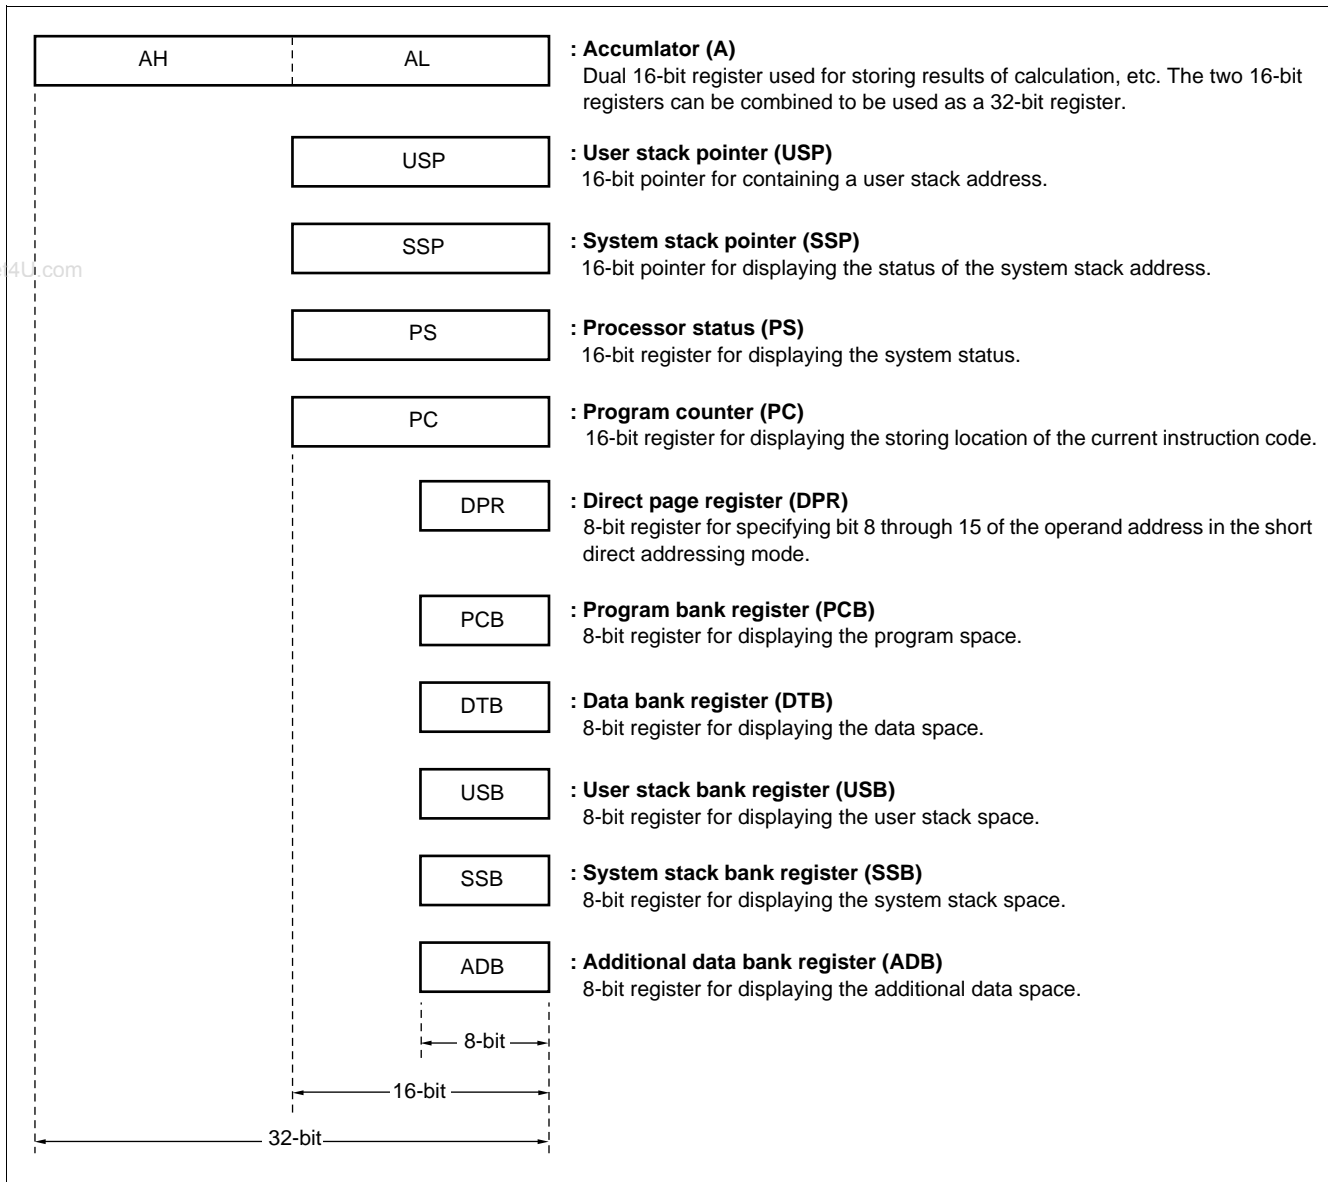 AH AL : Accumlator (A)
Dual 16-bit register used for storing results of calculation, etc. The two 16-bit
registers can be combined to be used as a 32-bit register.
USP : User stack pointer (USP)
16-bit pointer for containing a user stack address.
SSP : System stack pointer (SSP)
16-bit pointer for displaying the status of the system stack address.
4U.com
PS : Processor status (PS)
16-bit register for displaying the system status.
PC : Program counter (PC)
16-bit register for displaying the storing location of the current instruction code.
DPR : Direct page register (DPR)
8-bit register for specifying bit 8 through 15 of the operand address in the short
direct addressing mode.
PCB : Program bank register (PCB)
8-bit register for displaying the program space.
DTB : Data bank register (DTB)
8-bit register for displaying the data space.
USB : User stack bank register (USB)
8-bit register for displaying the user stack space.
SSB : System stack bank register (SSB)
8-bit register for displaying the system stack space.
ADB : Additional data bank register (ADB)
8-bit register for displaying the additional data space.
8-bit
16-bit
32-bit